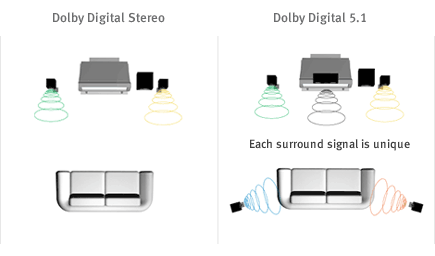 Dolby Digital Stereo
Dolby Digital 5.1
Each surround signal is unique